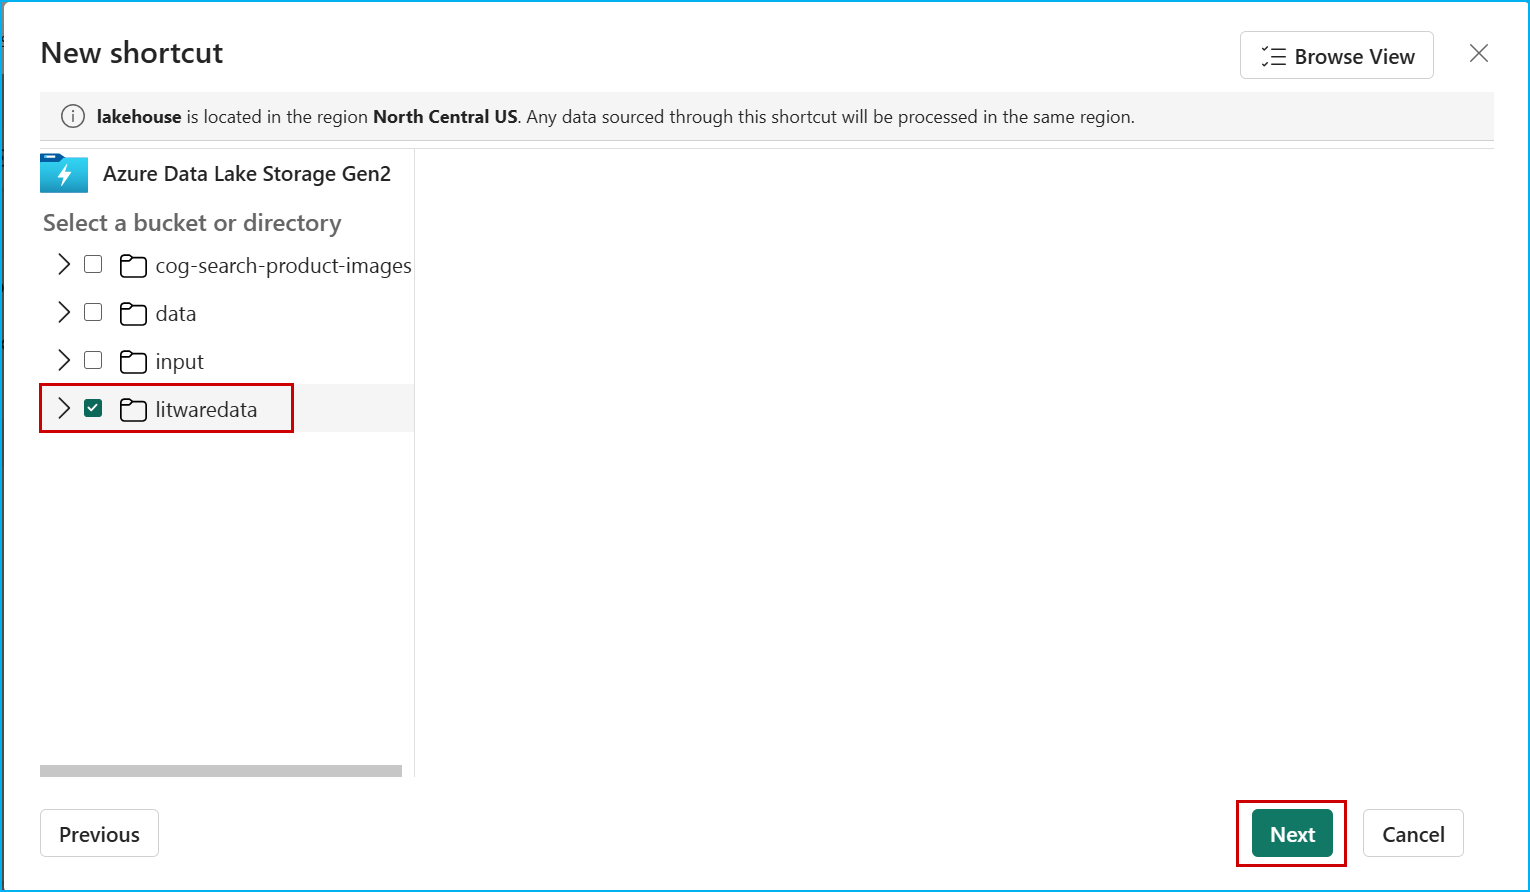 New shortcut
Browse View
lakehouse is located in the region North Central US. Any data sourced through this shortcut will be processed in the same region.
Azure Data Lake Storage Gen2
Select a bucket or directory
cog-search-product-images
data
input
litwaredata
Previous
Next
Cancel